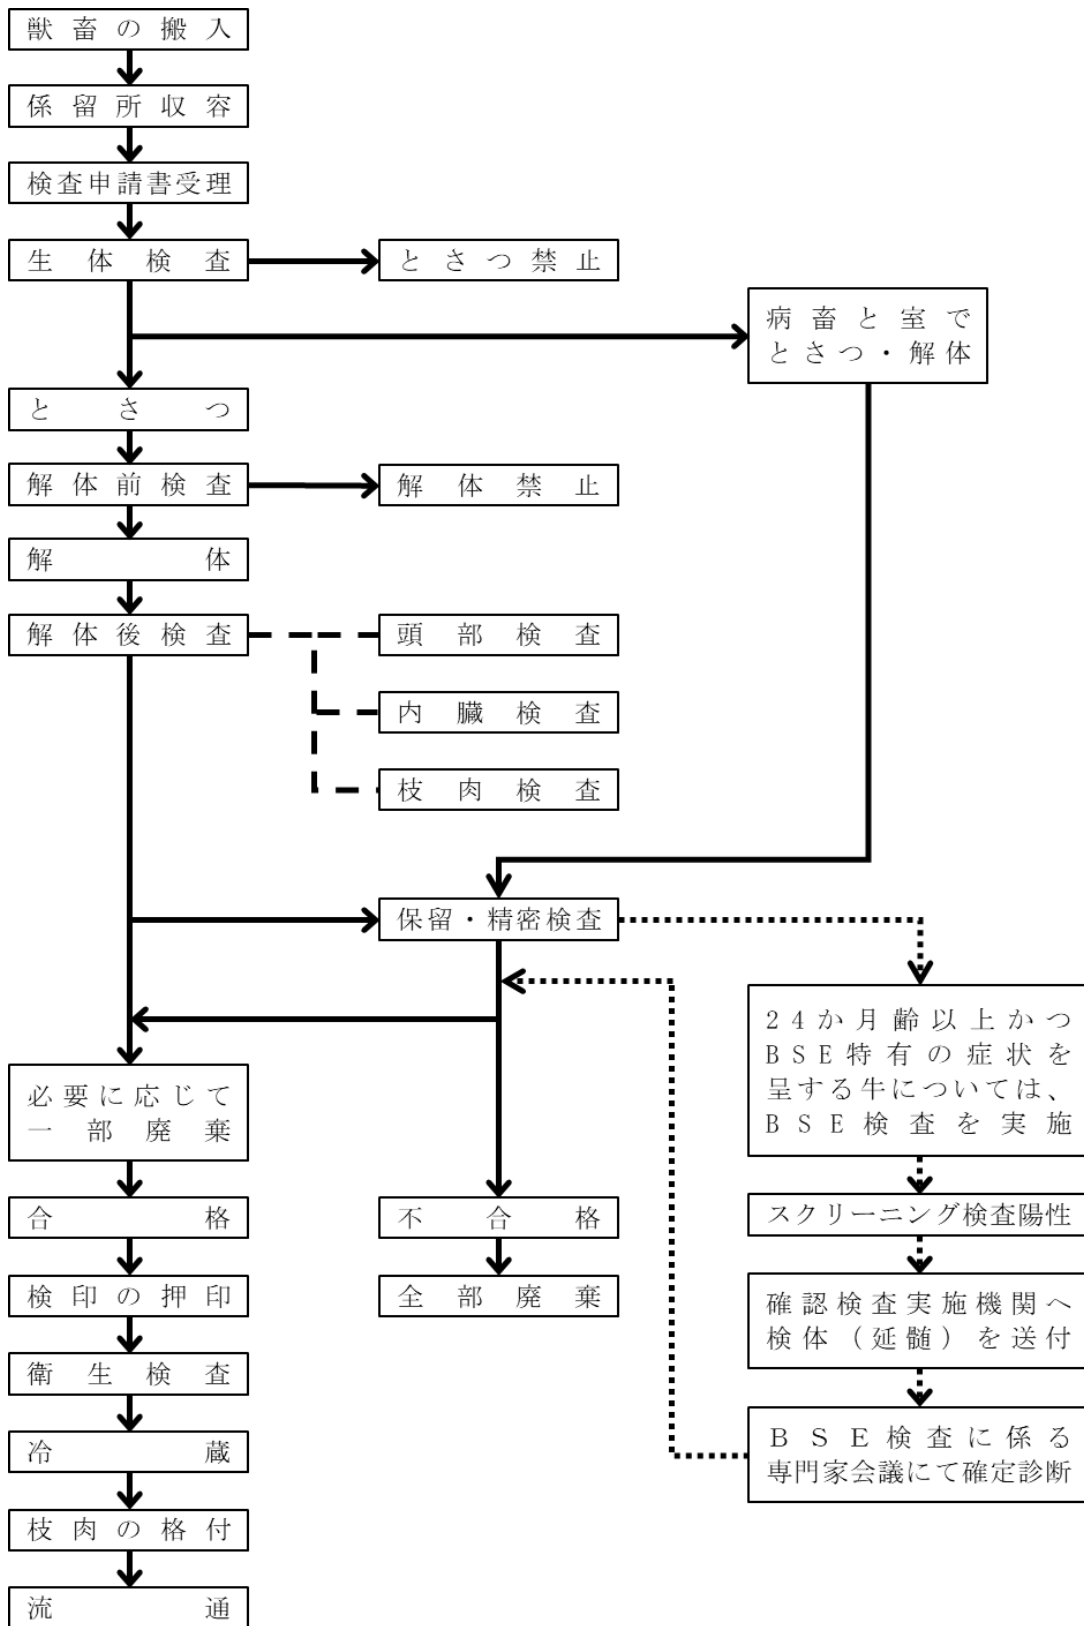 獣畜の搬入
係留所収容
検査申請書受理
生体検査
とさつ禁止
病畜と室で
とさつ・解体
とさつ
解体前検査
解体禁止
解体
解体後検査
頭部検査
内臓検査
枝肉検査
保留・精密検査
24か月齢以上かつ
BSE特有の症状を
呈する牛については、
BSE検査を実施
必要に応じて
一部廃棄
スクリーニング検査陽性
合格
不合格
検印の押印
全部廃棄
確認検査実施機関へ
検体(延髄)を送付
衛生検査
BSE検査に係る
専門家会議にて確定診断
冷蔵
枝肉の格付
流通